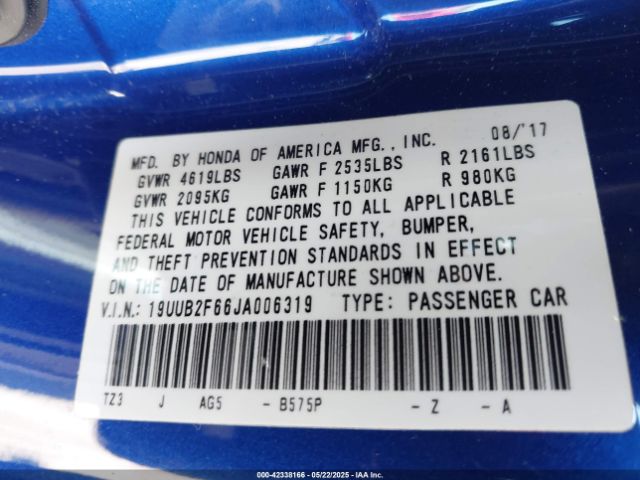 MFD. BY HONDA OF AMERICA MFG., INC. 08/'17
GVWR 4619LBS GAWR F 2535LBS R 2161LBS
GVWR 2095KG GAWR F 1150KG R 980KG
THIS VEHICLE CONFORMS TO ALL APPLICABLE
FEDERAL MOTOR VEHICLE SAFETY, BUMPER,
AND THEFT PREVENTION STANDARDS IN EFFECT
ON THE DATE OF MANUFACTURE SHOWN ABOVE.
V.I.N.: 19UUB2F66JA006319 TYPE: PASSENGER CAR
TZ3 J AG5 - B575P - Z - A
000-42338166 - 05/22/2025 - IAAI